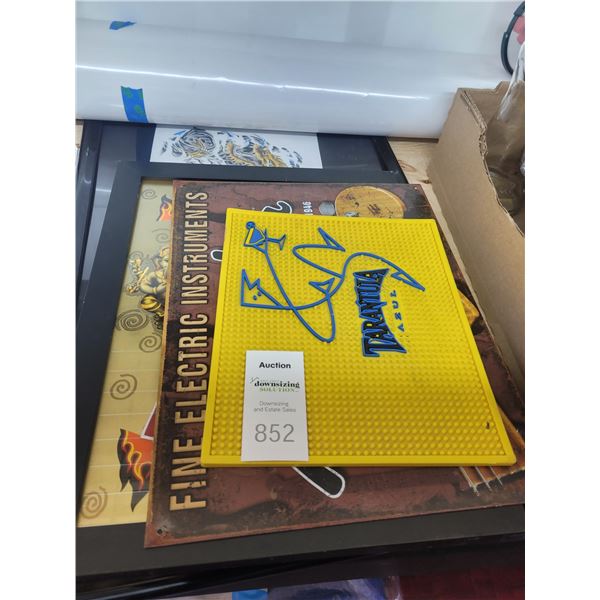 FINE ELECTRIC INSTRUMENTS
1946
TARANTULA
AZUL
Auction
downsizing
SOLUTION
Downsizing
and Estate Sales
852